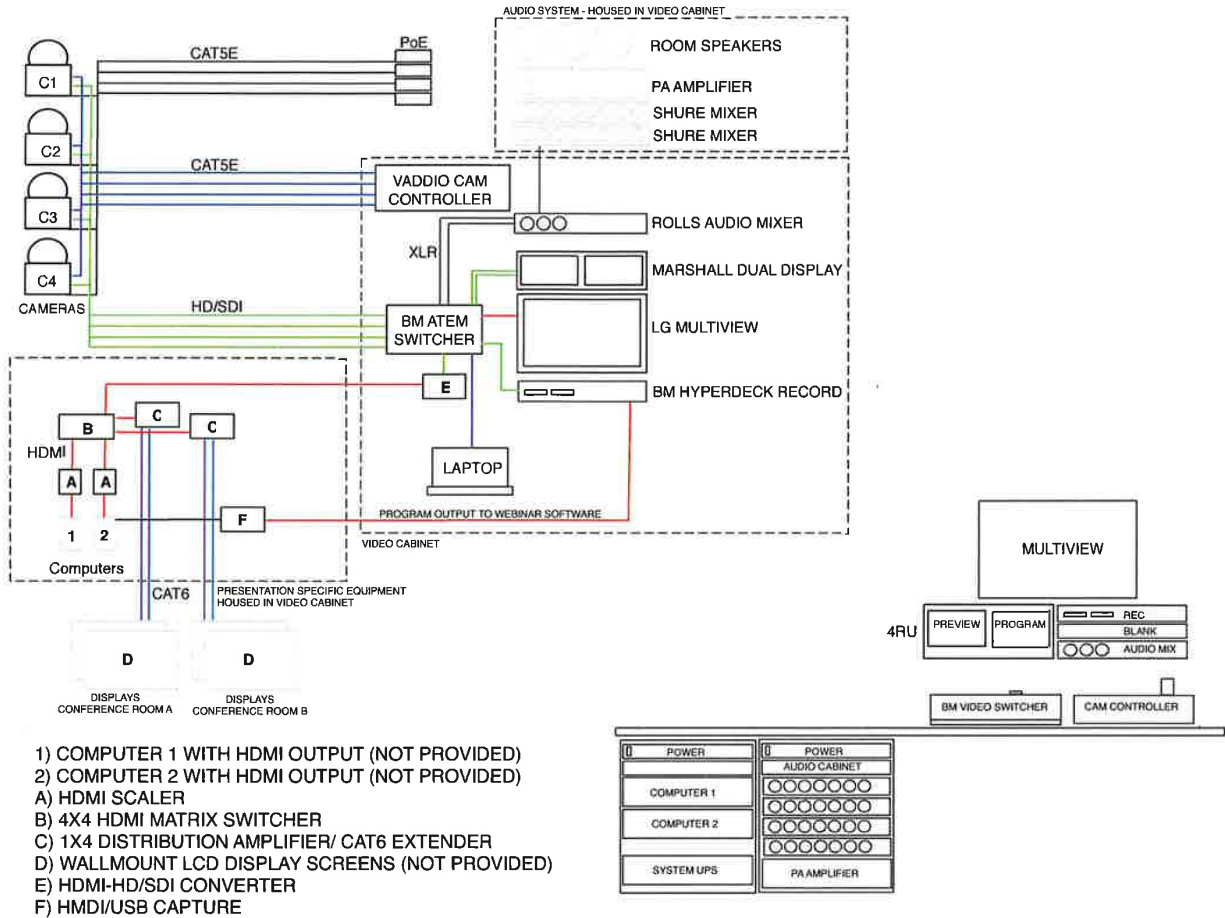 AUDIO SYSTEM - HOUSED IN VIDEO CABINET
ROOM SPEAKERS
PA AMPLIFIER
SHURE MIXER
SHURE MIXER
CAT5E
PoE
C1
C2
C3
C4
CAMERAS
CAT5E
VADDIO CAM
CONTROLLER
XLR
ROLLS AUDIO MIXER
MARSHALL DUAL DISPLAY
LG MULTIVIEW
BM HYPERDECK RECORD
HD/SDI
BM ATEM
SWITCHER
E
LAPTOP
PROGRAM OUTPUT TO WEBINAR SOFTWARE
VIDEO CABINET
B
C
C
HDMI
A
A
F
1
2
Computers
CAT6
PRESENTATION SPECIFIC EQUIPMENT
HOUSED IN VIDEO CABINET
D
D
DISPLAYS
CONFERENCE ROOM A
DISPLAYS
CONFERENCE ROOM B
1) COMPUTER 1 WITH HDMI OUTPUT (NOT PROVIDED)
2) COMPUTER 2 WITH HDMI OUTPUT (NOT PROVIDED)
A) HDMI SCALER
B) 4X4 HDMI MATRIX SWITCHER
C) 1X4 DISTRIBUTION AMPLIFIER/ CAT6 EXTENDER
D) WALLMOUNT LCD DISPLAY SCREENS (NOT PROVIDED)
E) HDMI-HD/SDI CONVERTER
F) HMDI/USB CAPTURE
MULTIVIEW
4RU
PREVIEW
PROGRAM
REC
BLANK
AUDIO MIX
BM VIDEO SWITCHER
CAM CONTROLLER
POWER
COMPUTER 1
COMPUTER 2
SYSTEM UPS
POWER
AUDIO CABINET
PA AMPLIFIER